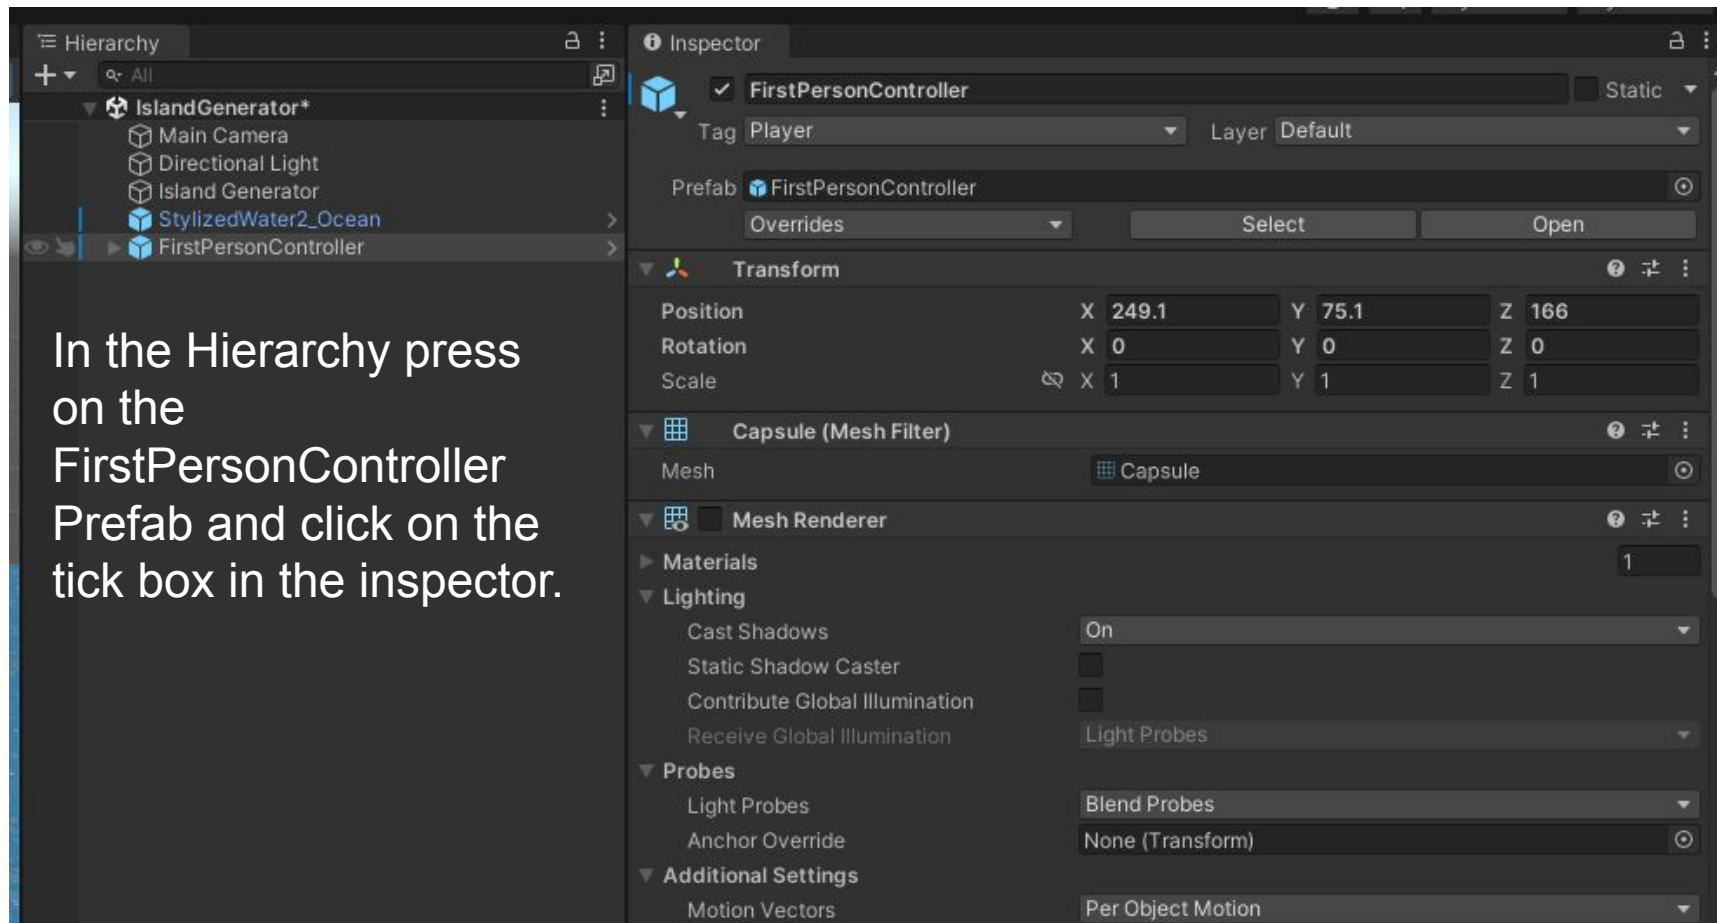 Hierarchy
All
IslandGenerator*
Main Camera
Directional Light
Island Generator
StylizedWater2_Ocean
FirstPersonController
In the Hierarchy press
on the
FirstPersonController
Prefab and click on the
tick box in the inspector.
Inspector
FirstPersonController Static
Tag Player Layer Default
Prefab FirstPersonController
Overrides Select Open
Transform
Position X 249.1 Y 75.1 Z 166
Rotation X 0 Y 0 Z 0
Scale X 1 Y 1 Z 1
Capsule (Mesh Filter)
Mesh Capsule
Mesh Renderer
Materials 1
Lighting
Cast Shadows On
Static Shadow Caster
Contribute Global Illumination
Receive Global Illumination Light Probes
Probes
Light Probes Blend Probes
Anchor Override None (Transform)
Additional Settings
Motion Vectors Per Object Motion